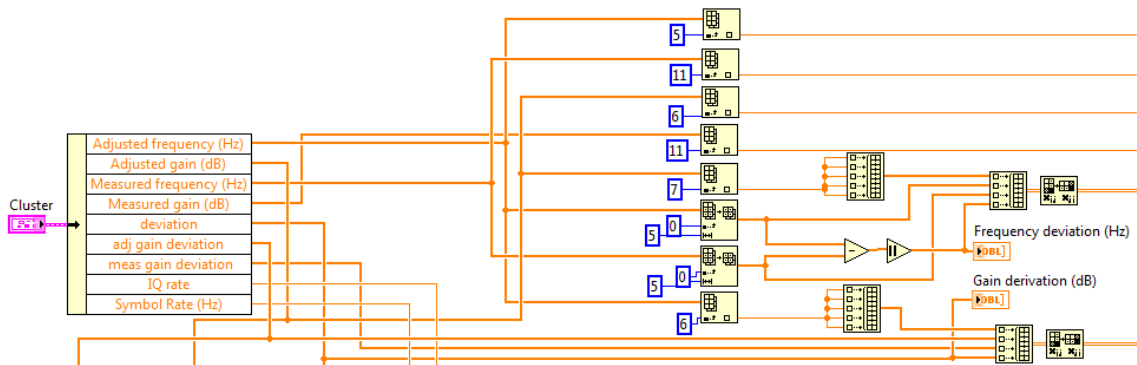 5
11
6
11
Adjusted frequency (Hz)
Adjusted gain (dB)
Measured frequency (Hz)
Measured gain (dB)
deviation
adj gain deviation
meas gain deviation
IQ rate
Symbol Rate (Hz)
Cluster
7
0
5
0
5
6
Frequency deviation (Hz)
DBL
Gain derivation (dB)
DBL